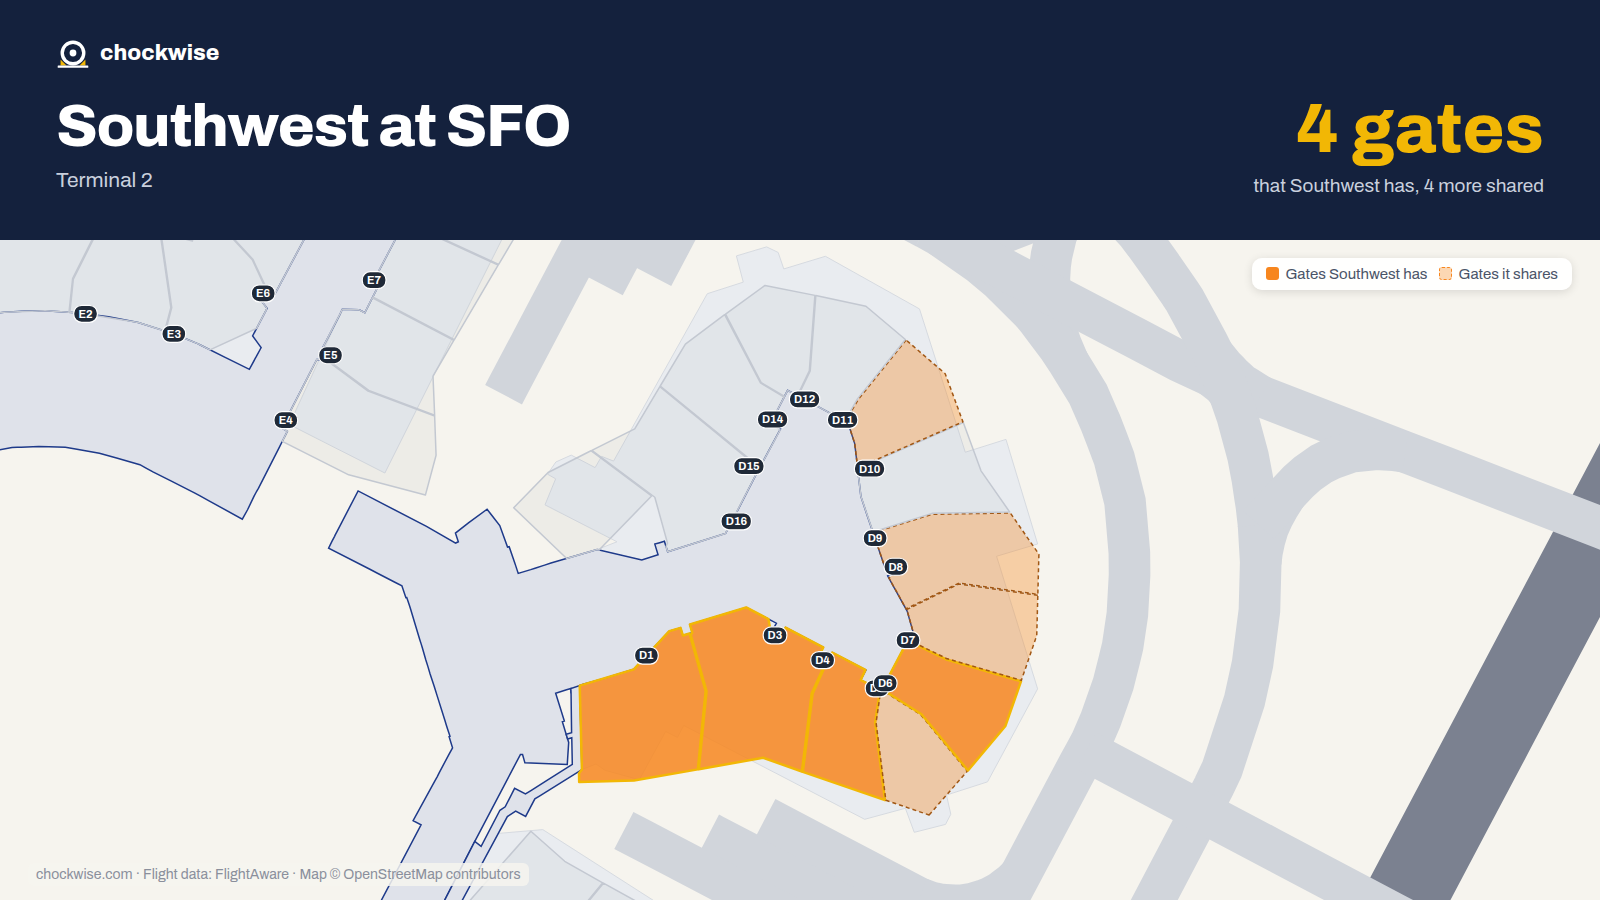 chockwise
Southwest at SFO
Terminal 2
4 gates
that Southwest has, 4 more shared
Gates Southwest has
Gates it shares
E7
E6
E2
E3
E5
E4
D12
D14
D11
D15
D10
D16
D9
D8
D3
D7
D1
D4
D6
chockwise.com · Flight data: FlightAware · Map © OpenStreetMap contributors